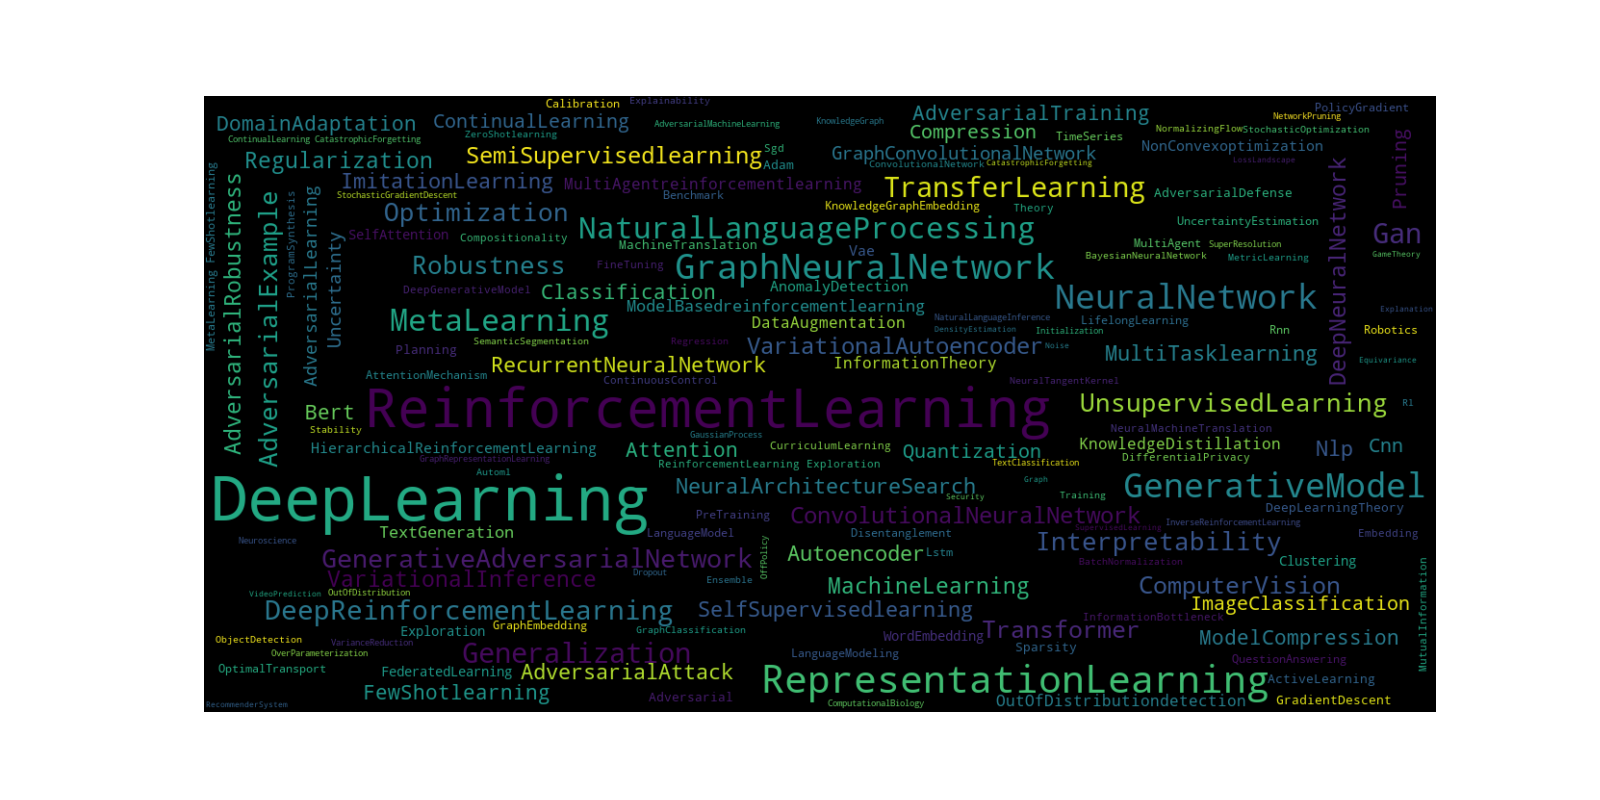 Calibration
Explainability
DomainAdaptation
ContinualLearning
AdversarialMachineLearning
KnowledgeGraph
AdversarialTraining
NetworkPruning
PolicyGradient
ContinualLearning CatastrophicForgetting
ZeroShotlearning
Compression
TimeSeries
NormalizingFlow
StochasticOptimization
Regularization
SemiSupervisedlearning
Sgd
Adam
GraphConvolutionalNetwork
NonConvexoptimization
ConvolutionalNetwork
CatastrophicForgetting
LossLandscape
Pruning
MetaLearning FewShotlearning
AdversarialRobustness
AdversarialExample
ProgramSynthesis
AdversarialLearning
Uncertainty
ImitationLearning
StochasticGradientDescent
MultiAgentreinforcementlearning
Benchmark
TransferLearning
AdversarialDefense
DeepNeuralNetwork
Optimization
KnowledgeGraphEmbedding
Theory
UncertaintyEstimation
SelfAttention
Compositionality
NaturalLanguageProcessing
MachineTranslation
Vae
MultiAgent
SuperResolution
Gan
GameTheory
BayesianNeuralNetwork
MetricLearning
Robustness
FineTuning
GraphNeuralNetwork
DeepGenerativeModel
Classification
AnomalyDetection
NeuralNetwork
ModelBasedreinforcementlearning
Explanation
MetaLearning
DataAugmentation
NaturalLanguageInference
DensityEstimation
Initialization
LifelongLearning
Rnn
Robotics
SemanticSegmentation
Regression
Planning
VariationalAutoencoder
Noise
MultiTasklearning
Equivariance
RecurrentNeuralNetwork
InformationTheory
AttentionMechanism
ContinuousControl
NeuralTangentKernel
Bert
Stability
ReinforcementLearning
UnsupervisedLearning
Rl
GaussianProcess
NeuralMachineTranslation
HierarchicalReinforcementLearning
GraphRepresentationLearning
Attention
CurriculumLearning
Quantization
KnowledgeDistillation
DifferentialPrivacy
Nlp
Cnn
ReinforcementLearning Exploration
TextClassification
Automl
DeepLearning
NeuralArchitectureSearch
Graph
Security
Training
GenerativeModel
PreTraining
ConvolutionalNeuralNetwork
DeepLearningTheory
SupervisedLearning
InverseReinforcementLearning
TextGeneration
LanguageModel
Disentanglement
Embedding
Neuroscience
Interpretability
GenerativeAdversarialNetwork
OffPolicy
Autoencoder
Lstm
BatchNormalization
Clustering
VariationalInference
Dropout
Ensemble
MachineLearning
ComputerVision
MutualInformation
VideoPrediction
OutOfDistribution
DeepReinforcementLearning
SelfSupervisedlearning
ImageClassification
InformationBottleneck
GraphEmbedding
Exploration
GraphClassification
WordEmbedding
Transformer
ModelCompression
ObjectDetection
VarianceReduction
OverParameterization
Generalization
LanguageModeling
Sparsity
QuestionAnswering
OptimalTransport
FederatedLearning
AdversarialAttack
RepresentationLearning
ActiveLearning
FewShotlearning
Adversarial
ComputationalBiology
OutOfDistributiondetection
GradientDescent
RecommenderSystem